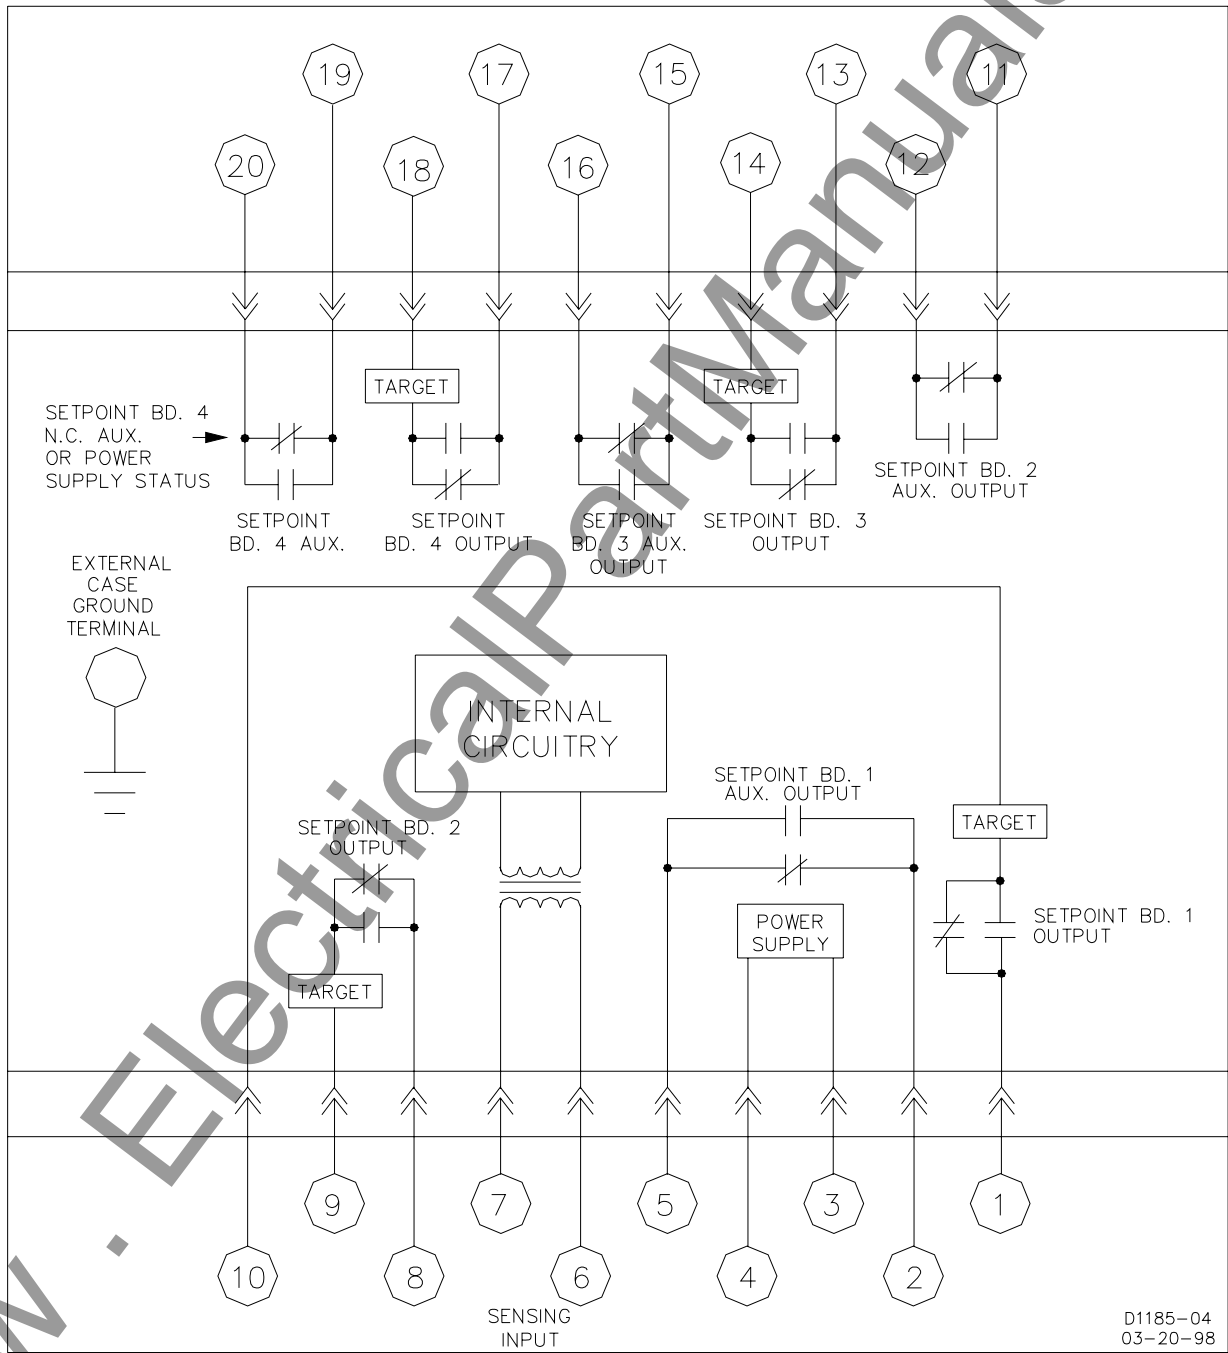 19
17
15
13
11
20
18
16
14
12
TARGET
TARGET
SETPOINT BD. 4
N.C. AUX.
OR POWER
SUPPLY STATUS
SETPOINT BD. 2
AUX. OUTPUT
SETPOINT
BD. 4 AUX.
SETPOINT
BD. 4 OUTPUT
SETPOINT
BD. 3 AUX.
OUTPUT
SETPOINT BD. 3
OUTPUT
EXTERNAL
CASE
GROUND
TERMINAL
INTERNAL
CIRCUITRY
SETPOINT BD. 1
AUX. OUTPUT
TARGET
SETPOINT BD. 2
OUTPUT
POWER
SUPPLY
SETPOINT BD. 1
OUTPUT
TARGET
9
7
5
3
1
10
8
6
4
2
SENSING
INPUT
D1185-04
03-20-98
w . ElectricalPartManuals